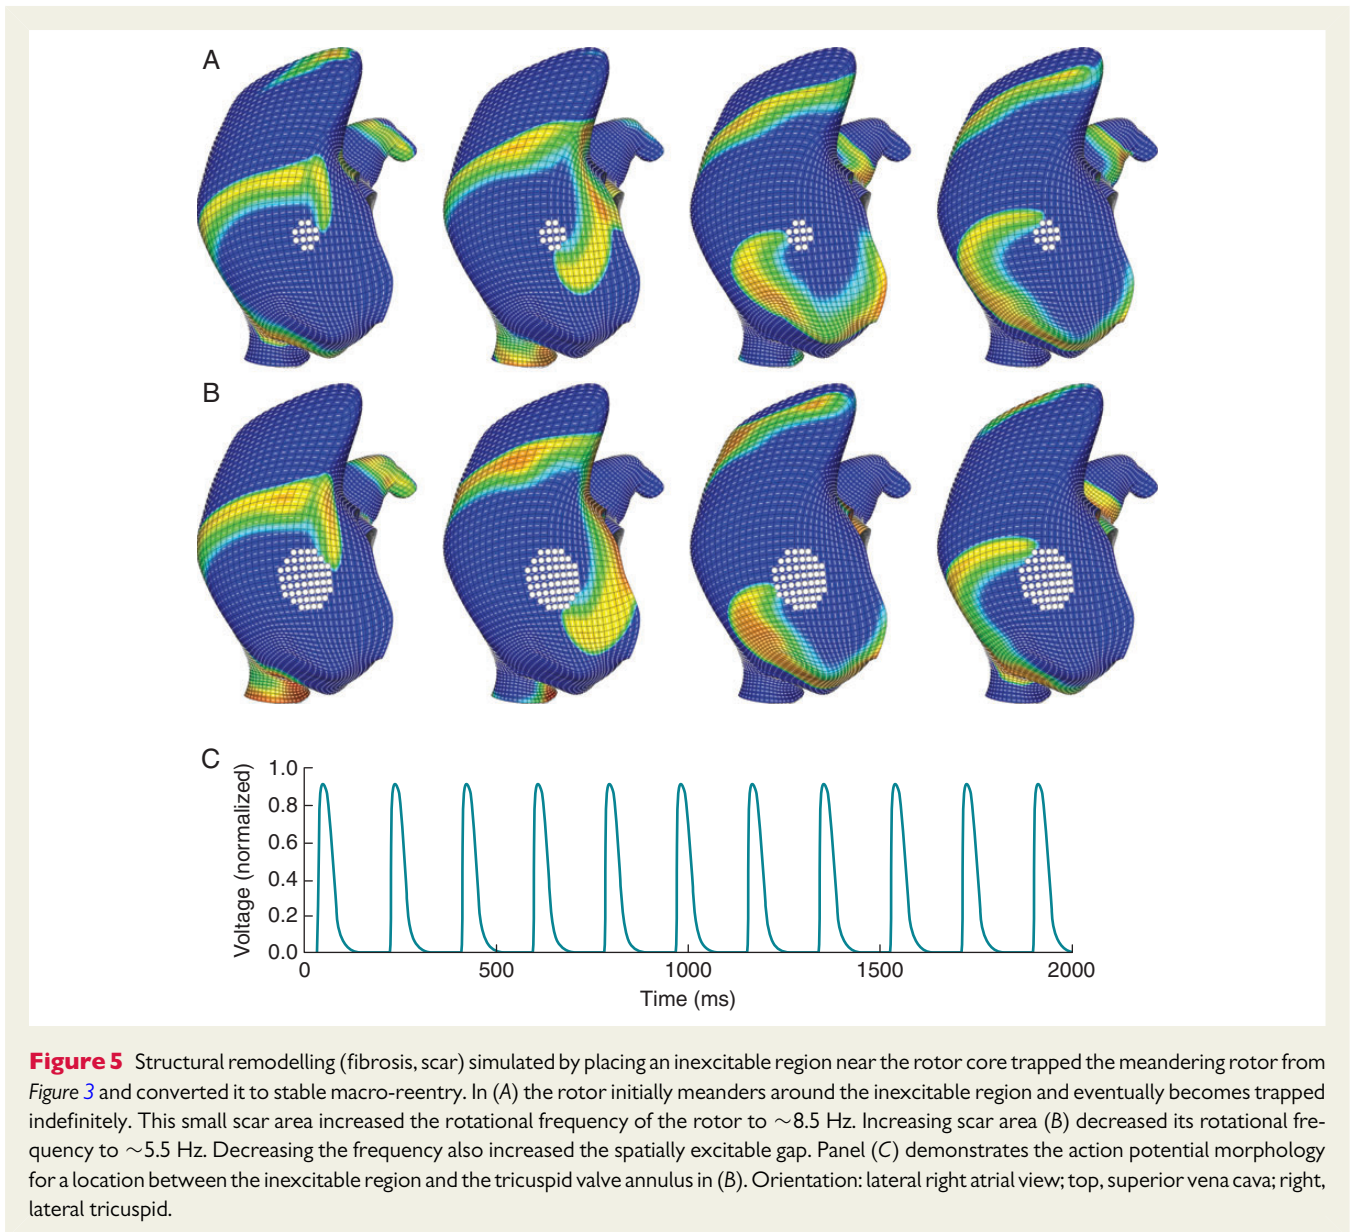 A
B
C
1.0
0.8
0.6
0.4
0.2
0.0
Voltage (normalized)
0 500 1000 1500 2000
Time (ms)
Figure 5 Structural remodelling (fibrosis, scar) simulated by placing an inexcitable region near the rotor core trapped the meandering rotor from
Figure 3 and converted it to stable macro-reentry. In (A) the rotor initially meanders around the inexcitable region and eventually becomes trapped
indefinitely. This small scar area increased the rotational frequency of the rotor to ∼8.5 Hz. Increasing scar area (B) decreased its rotational fre-
quency to ∼5.5 Hz. Decreasing the frequency also increased the spatially excitable gap. Panel (C) demonstrates the action potential morphology
for a location between the inexcitable region and the tricuspid valve annulus in (B). Orientation: lateral right atrial view; top, superior vena cava; right,
lateral tricuspid.